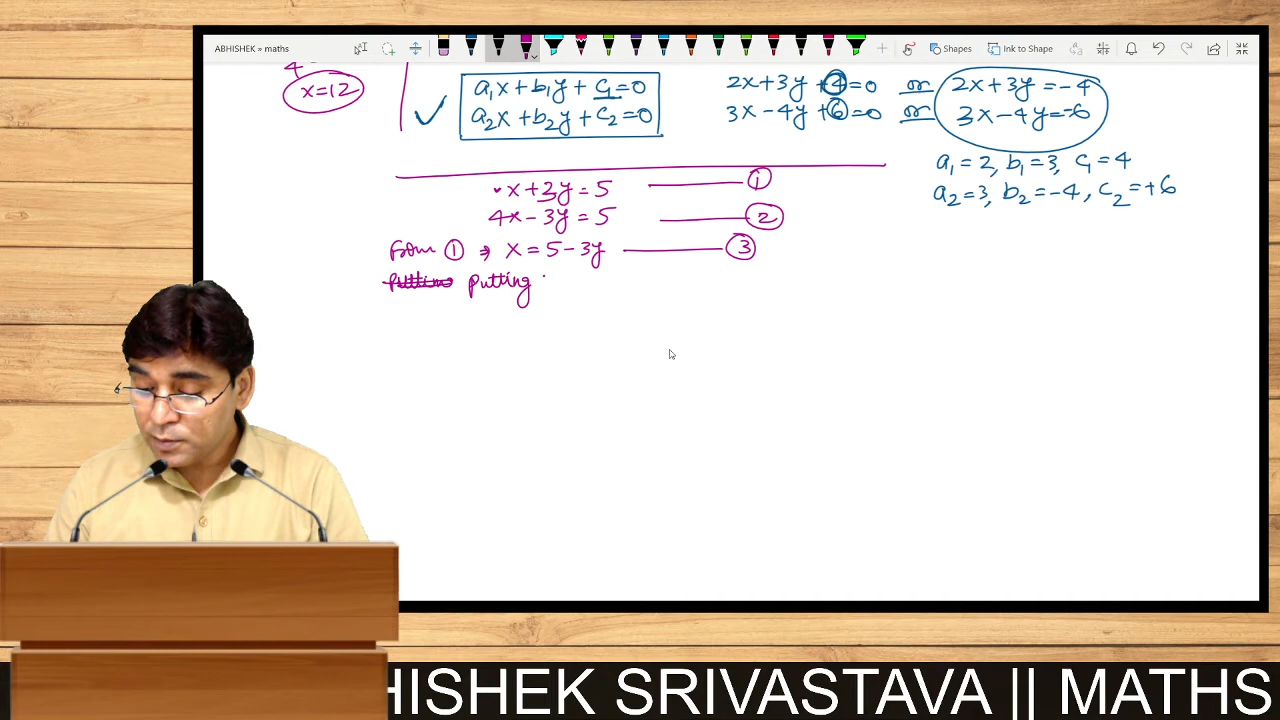 ABHISHEK » maths
Shapes
Ink to Shape
4
x=12
a₁x + b₁y + c₁=0
a₂x + b₂y + c₂=0
2x+3y+4=0 or 2x+3y=-4
3x-4y+6=0 or 3x-4y=-6
a₁=2, b₁=3, c₁=4
a₂=3, b₂=-4, c₂=+6
x+3y=5 ①
4x-3y=5 ②
from ① ⇒ x=5-3y ③
putting
HISHEK SRIVASTAVA || MATHS